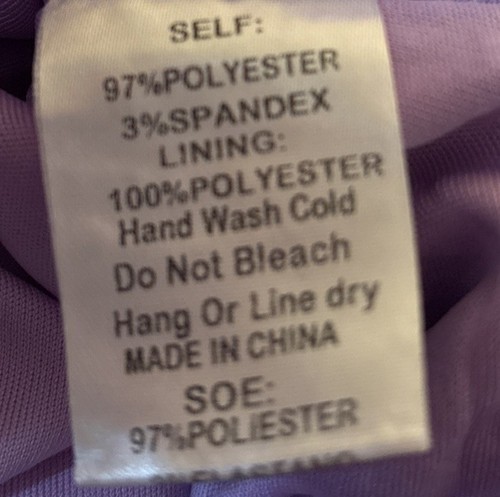 SELF:
97%POLYESTER
3%SPANDEX
LINING:
100%POLYESTER
Hand Wash Cold
Do Not Bleach
Hang Or Line dry
MADE IN CHINA
SOE:
97%POLIESTER